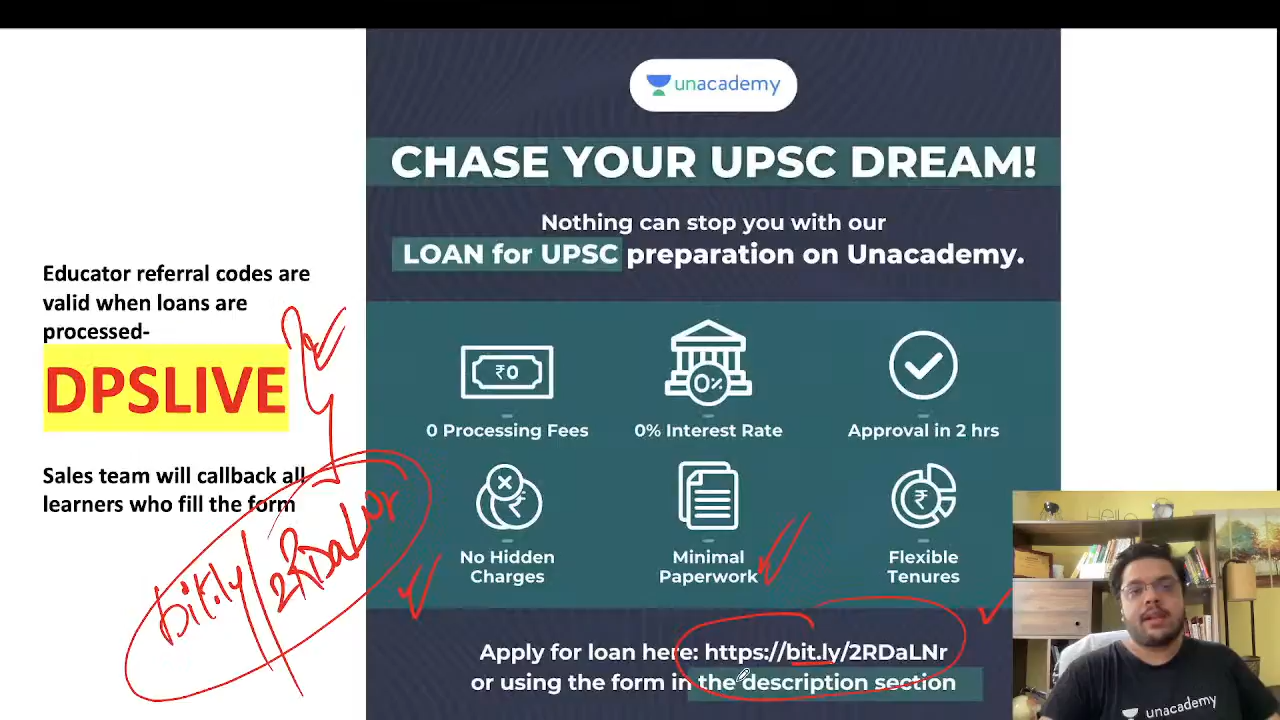 unacademy
CHASE YOUR UPSC DREAM!
Nothing can stop you with our
LOAN for UPSC preparation on Unacademy.
Educator referral codes are
valid when loans are
processed-
DPSLIVE
Sales team will callback all
learners who fill the form
bit.ly/2RDaLNr
₹0
0 Processing Fees
0%
0% Interest Rate
Approval in 2 hrs
₹
No Hidden
Charges
Minimal
Paperwork
₹
Flexible
Tenures
Apply for loan here: https://bit.ly/2RDaLNr
or using the form in the description section
Hello
unacademy